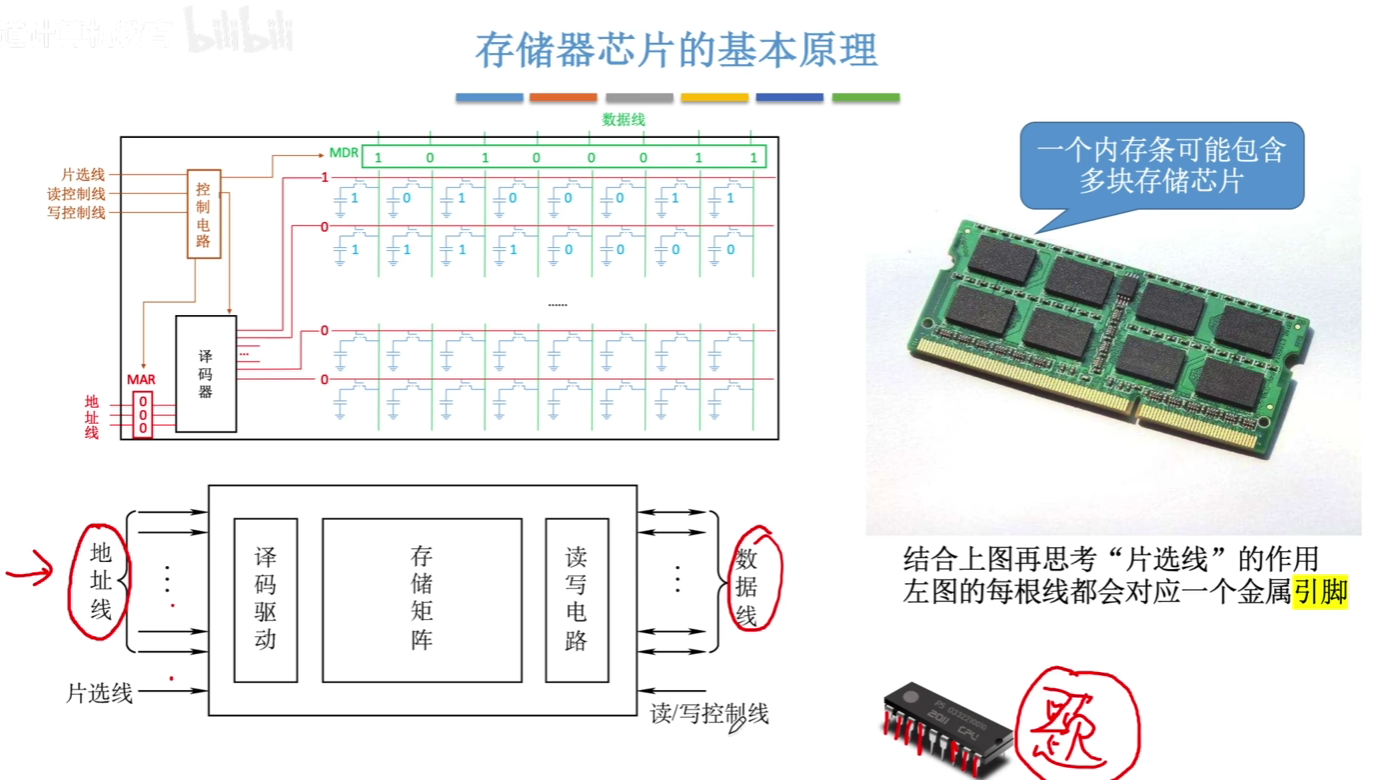 bilibili
存储器芯片的基本原理
数据线
MDR 1 0 1 0 0 0 1 1
片选线
读控制线
写控制线
控制电路
1
1 0 1 0 0 0 1 1
0
1 1 1 1 0 0 0 0
......
0
0
译码器
...
MAR
地址线
0
0
0
一个内存条可能包含
多块存储芯片
地址线
译码驱动
存储矩阵
读写电路
数据线
片选线
读/写控制线
结合上图再思考“片选线”的作用
左图的每根线都会对应一个金属引脚
2011 CPU
题